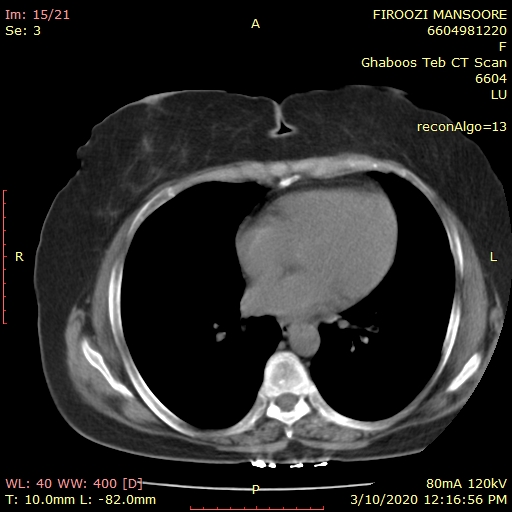 Im: 15/21
Se: 3
A
FIROOZI MANSOORE
6604981220
F
Ghaboos Teb CT Scan
6604
LU
reconAlgo=13
R
L
WL: 40 WW: 400 [D]
T: 10.0mm L: -82.0mm
P
80mA 120kV
3/10/2020 12:16:56 PM